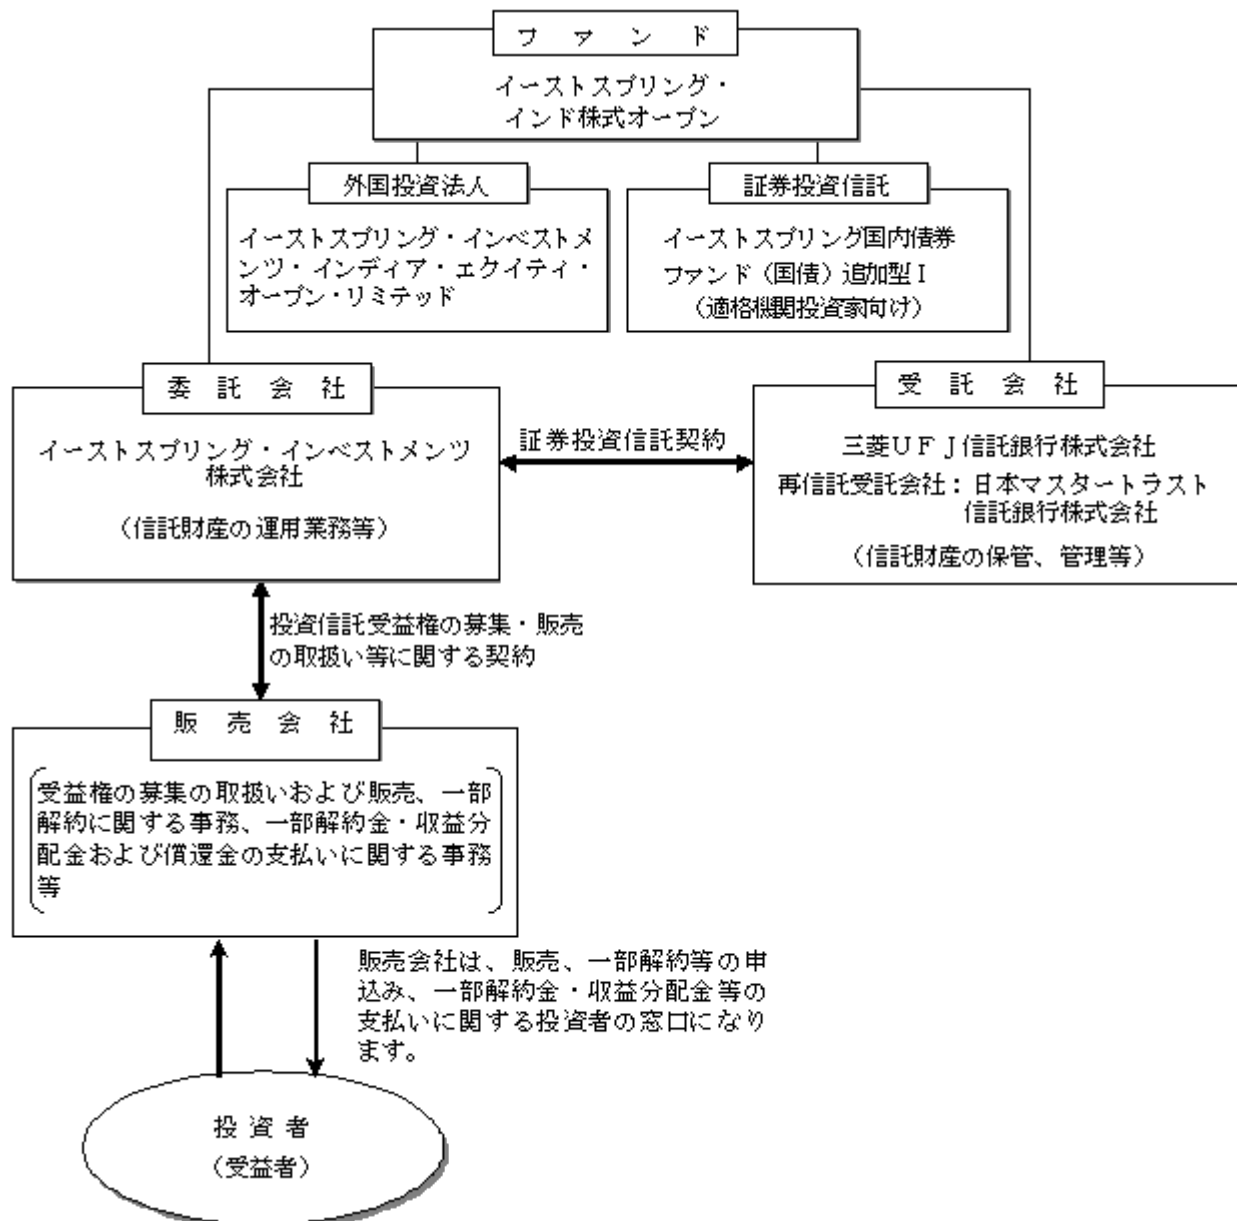 ファンド
イーストスプリング・
インド株式オープン
外国投資法人
イーストスプリング・インベストメ
ンツ・インディア・エクイティ・
オープン・リミテッド
証券投資信託
イーストスプリング国内債券
ファンド（国債）追加型Ⅰ
（適格機関投資家向け）
委託会社
イーストスプリング・インベストメンツ
株式会社
（信託財産の運用業務等）
証券投資信託契約
受託会社
三菱ＵＦＪ信託銀行株式会社
再信託受託会社：日本マスタートラスト
信託銀行株式会社
（信託財産の保管、管理等）
投資信託受益権の募集・販売
の取扱い等に関する契約
販売会社
受益権の募集の取扱いおよび販売、一部
解約に関する事務、一部解約金・収益分
配金および償還金の支払いに関する事務
等
販売会社は、販売、一部解約等の申
込み、一部解約金・収益分配金等の
支払いに関する投資者の窓口になり
ます。
投資者
（受益者）